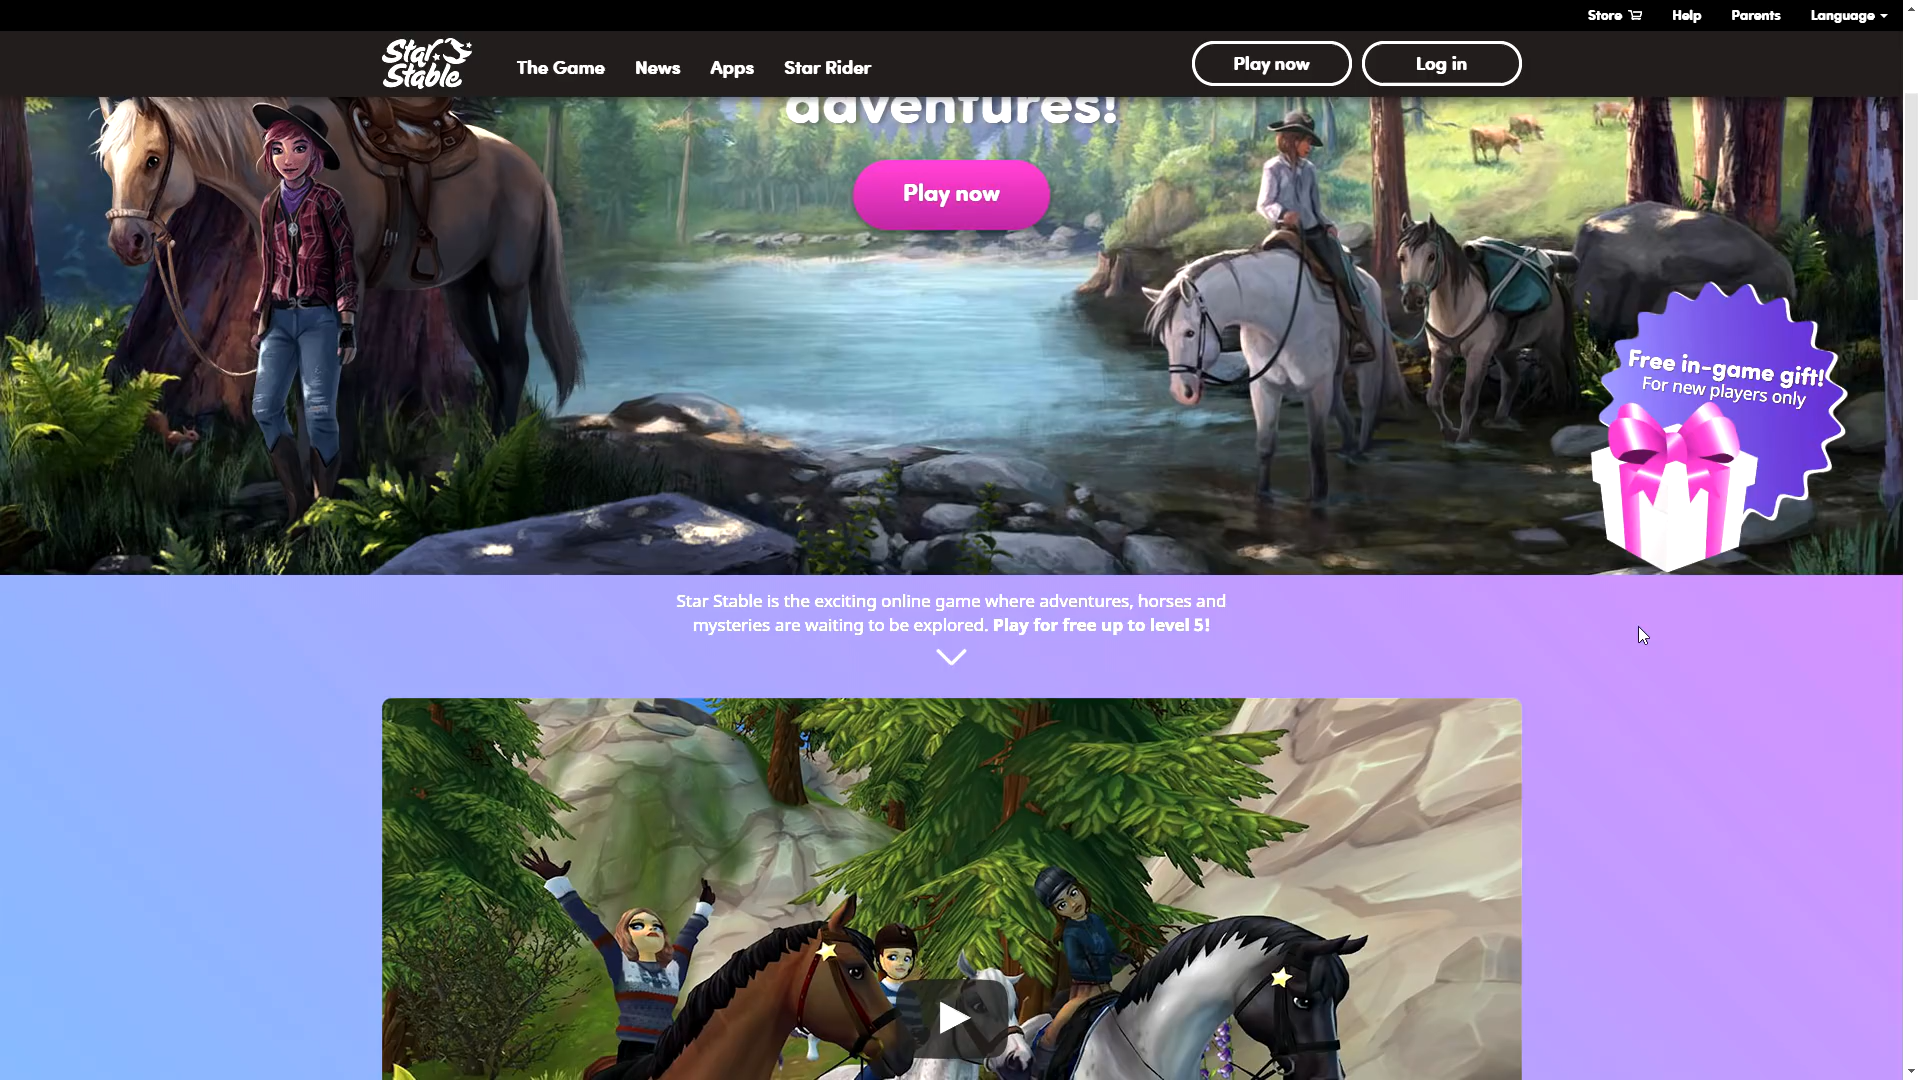 Store
Help
Parents
Language
Star Stable
The Game
News
Apps
Star Rider
Play now
Log in
adventures!
Play now
Free in-game gift!
For new players only
Star Stable is the exciting online game where adventures, horses and
mysteries are waiting to be explored. Play for free up to level 5!